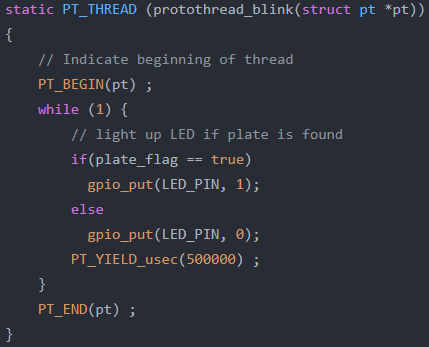 static PT_THREAD (protothread_blink(struct pt *pt))
{
    // Indicate beginning of thread
    PT_BEGIN(pt) ;
    while (1) {
        // light up LED if plate is found
        if(plate_flag == true)
          gpio_put(LED_PIN, 1);
        else
          gpio_put(LED_PIN, 0);
        PT_YIELD_usec(500000) ;
    }
    PT_END(pt) ;
}